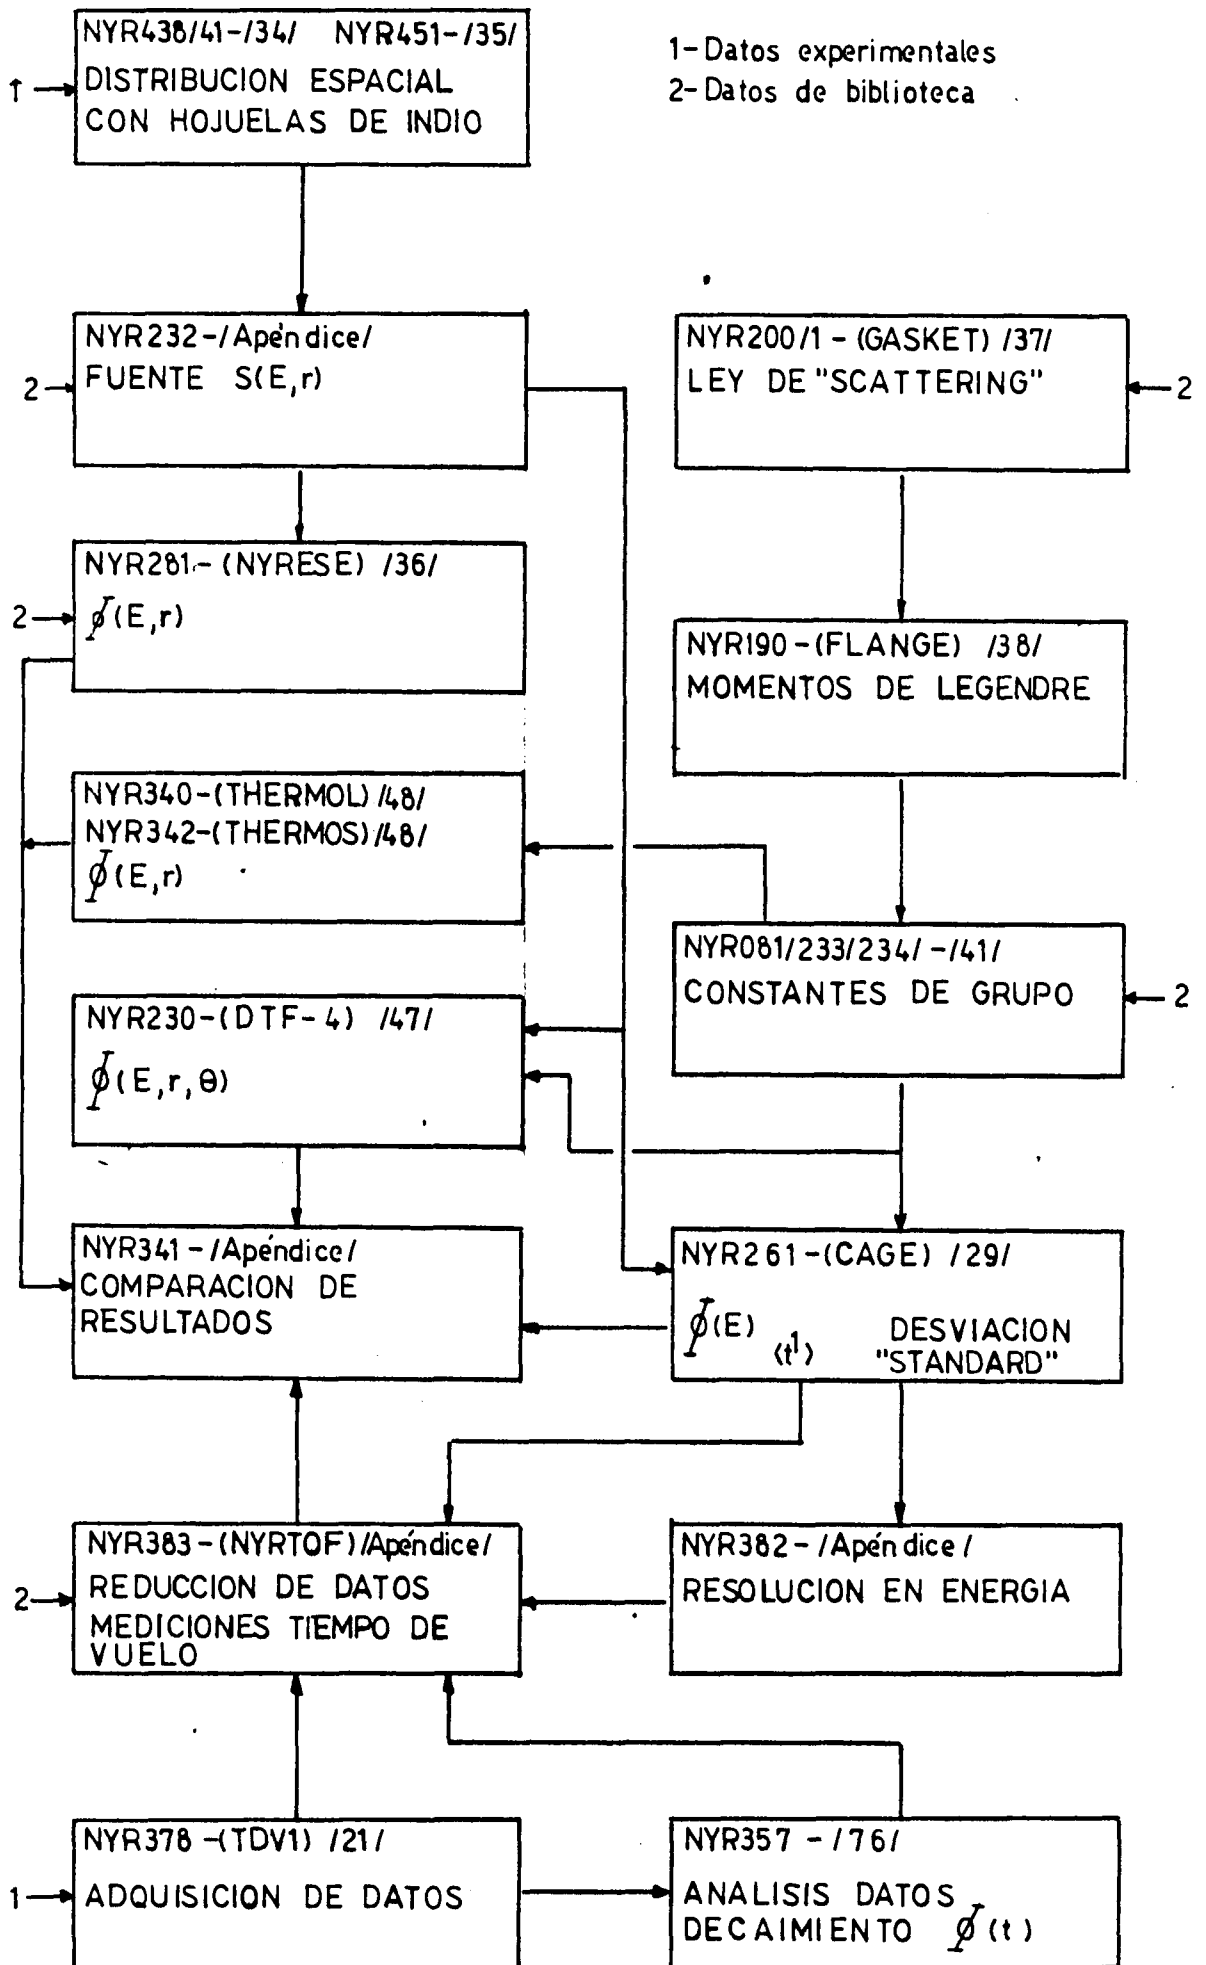 NYR438/41-/34/ NYR451-/35/
DISTRIBUCION ESPACIAL
CON HOJUELAS DE INDIO
1
1-Datos experimentales
2-Datos de biblioteca
NYR232-/Apéndice/
FUENTE S(E,r)
2
NYR200/1-(GASKET) /37/
LEY DE "SCATTERING"
2
NYR281-(NYRESE) /36/
ϕ(E,r)
2
NYR190-(FLANGE) /38/
MOMENTOS DE LEGENDRE
NYR340-(THERMOL) /48/
NYR342-(THERMOS) /48/
ϕ(E,r)
NYR081/233/234/-/41/
CONSTANTES DE GRUPO
2
NYR230-(DTF-4) /47/
ϕ(E,r,θ)
NYR341-/Apéndice/
COMPARACION DE
RESULTADOS
NYR261-(CAGE) /29/
ϕ(E) ⟨t¹⟩ DESVIACION
"STANDARD"
NYR383-(NYRTOF)/Apéndice/
REDUCCION DE DATOS
MEDICIONES TIEMPO DE
VUELO
2
NYR382-/Apéndice/
RESOLUCION EN ENERGIA
NYR378-(TDV1) /21/
ADQUISICION DE DATOS
1
NYR357-/76/
ANALISIS DATOS
DECAIMIENTO ϕ(t)